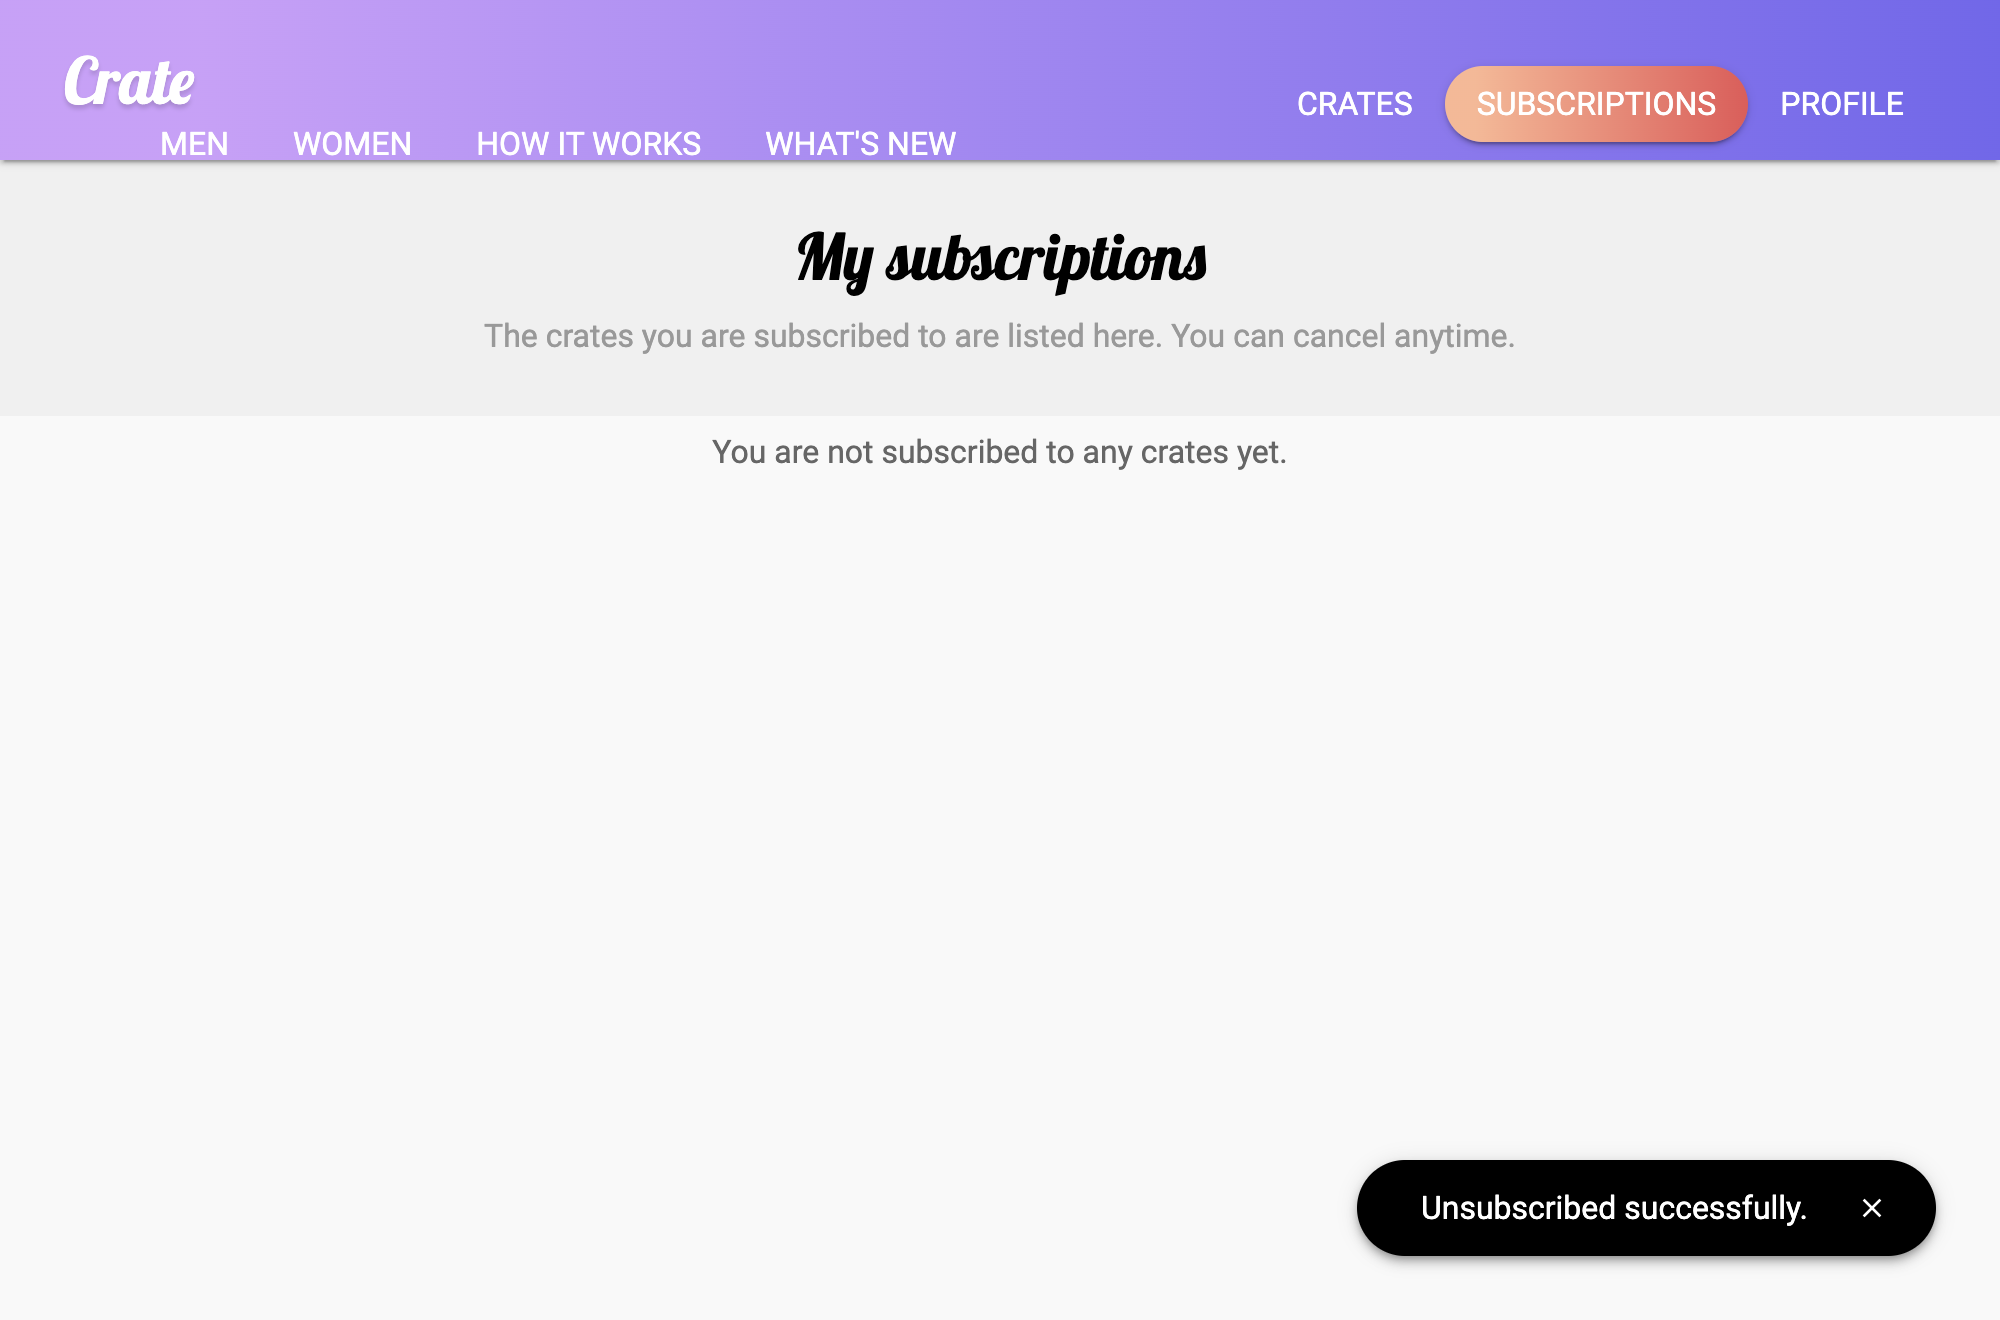 Crate
MEN WOMEN HOW IT WORKS WHAT'S NEW
CRATES SUBSCRIPTIONS PROFILE
My subscriptions
The crates you are subscribed to are listed here. You can cancel anytime.
You are not subscribed to any crates yet.
Unsubscribed successfully.